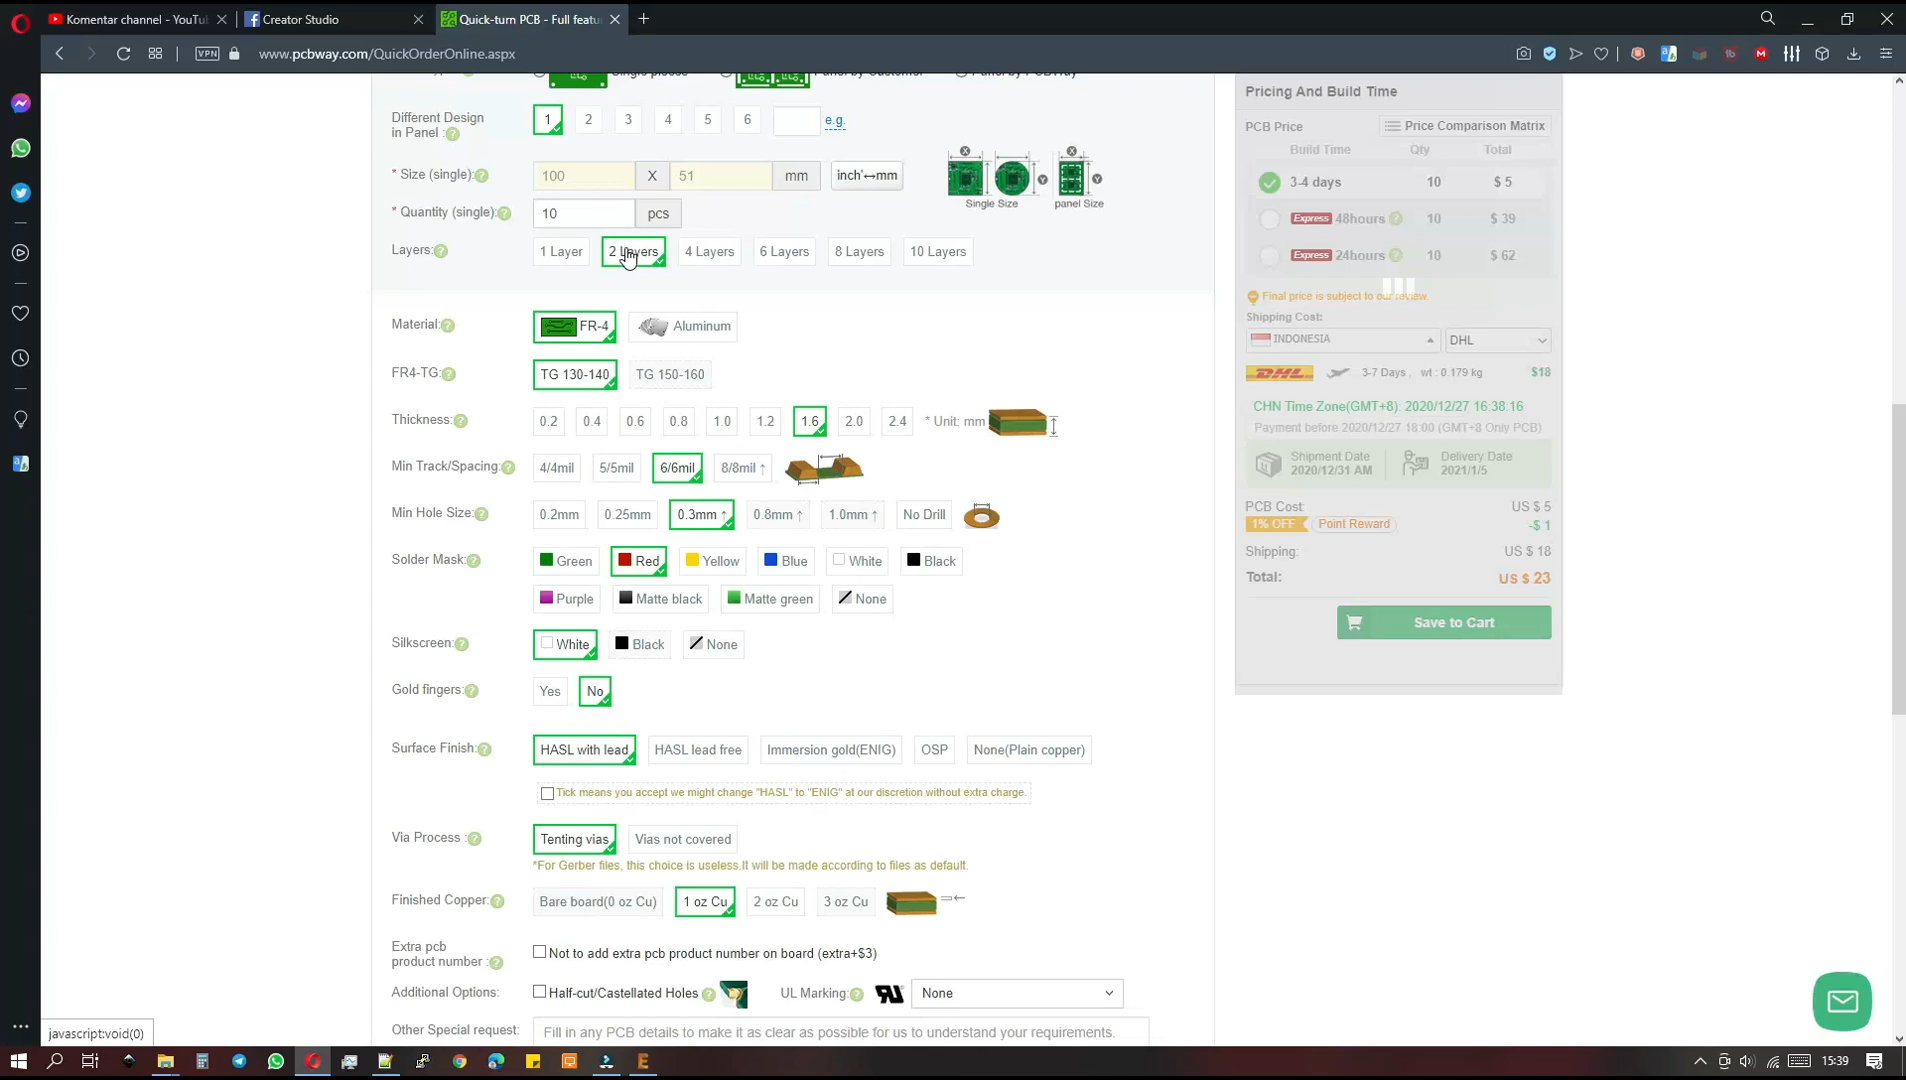 Komentar channel - YouTu
Creator Studio
Quick-turn PCB - Full featu
VPN
www.pcbway.com/QuickOrderOnline.aspx
Different Design
in Panel :
1
2
3
4
5
6
e.g.
* Size (single):
100
X
51
mm
inch'↔mm
Single Size
panel Size
* Quantity (single):
10
pcs
Layers:
1 Layer
2 Layers
4 Layers
6 Layers
8 Layers
10 Layers
Material:
FR-4
Aluminum
FR4-TG:
TG 130-140
TG 150-160
Thickness:
0.2
0.4
0.6
0.8
1.0
1.2
1.6
2.0
2.4
* Unit: mm
Min Track/Spacing:
4/4mil
5/5mil
6/6mil
8/8mil ↑
Min Hole Size:
0.2mm
0.25mm
0.3mm ↑
0.8mm ↑
1.0mm ↑
No Drill
Solder Mask:
Green
Red
Yellow
Blue
White
Black
Purple
Matte black
Matte green
None
Silkscreen:
White
Black
None
Gold fingers:
Yes
No
Surface Finish:
HASL with lead
HASL lead free
Immersion gold(ENIG)
OSP
None(Plain copper)
Tick means you accept we might change "HASL" to "ENIG" at our discretion without extra charge.
Via Process :
Tenting vias
Vias not covered
*For Gerber files, this choice is useless.It will be made according to files as default.
Finished Copper:
Bare board(0 oz Cu)
1 oz Cu
2 oz Cu
3 oz Cu
Extra pcb
product number :
Not to add extra pcb product number on board (extra+$3)
Additional Options:
Half-cut/Castellated Holes
UL Marking:
None
Other Special request:
Fill in any PCB details to make it as clear as possible for us to understand your requirements.
Pricing And Build Time
PCB Price
Price Comparison Matrix
Build Time
Qty
Total
3-4 days
10
$ 5
Express 48hours
10
$ 39
Express 24hours
10
$ 62
Final price is subject to our review.
Shipping Cost:
INDONESIA
DHL
DHL
3-7 Days , wt : 0.179 kg
$18
CHN Time Zone(GMT+8): 2020/12/27 16:38:16
Payment before 2020/12/27 18:00 (GMT+8 Only PCB)
Shipment Date
2020/12/31 AM
Delivery Date
2021/1/5
PCB Cost:
US $ 5
1% OFF
Point Reward
-$ 1
Shipping:
US $ 18
Total:
US $ 23
Save to Cart
javascript:void(0)
15:39